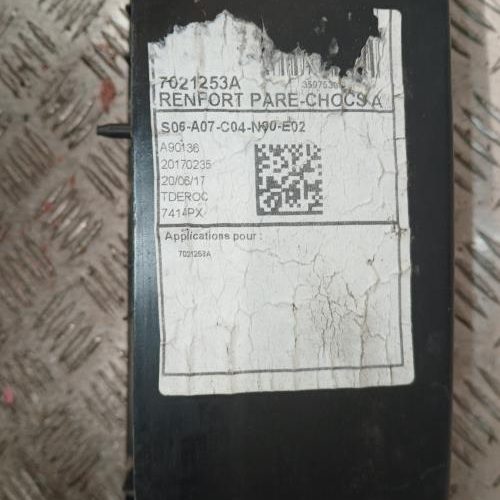 7021253A
RENFORT PARE-CHOCS A
S06-A07-C04-N00-E02
A90136
20170235
20/06/17
TDEROC
7414PX
Applications pour :
7021253A